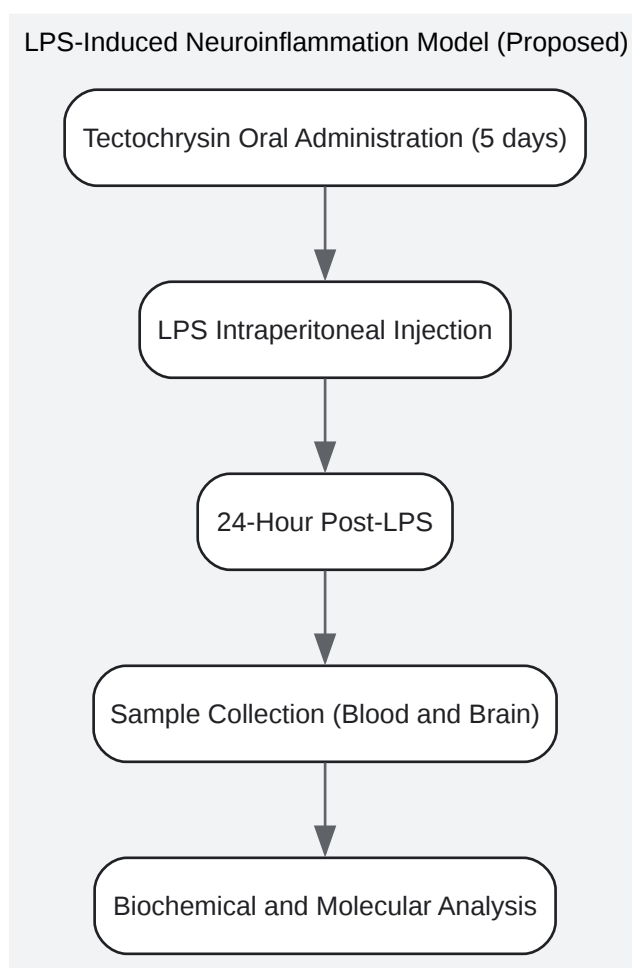 LPS-Induced Neuroinflammation Model (Proposed)
Tectochrysin Oral Administration (5 days)
LPS Intraperitoneal Injection
24-Hour Post-LPS
Sample Collection (Blood and Brain)
Biochemical and Molecular Analysis